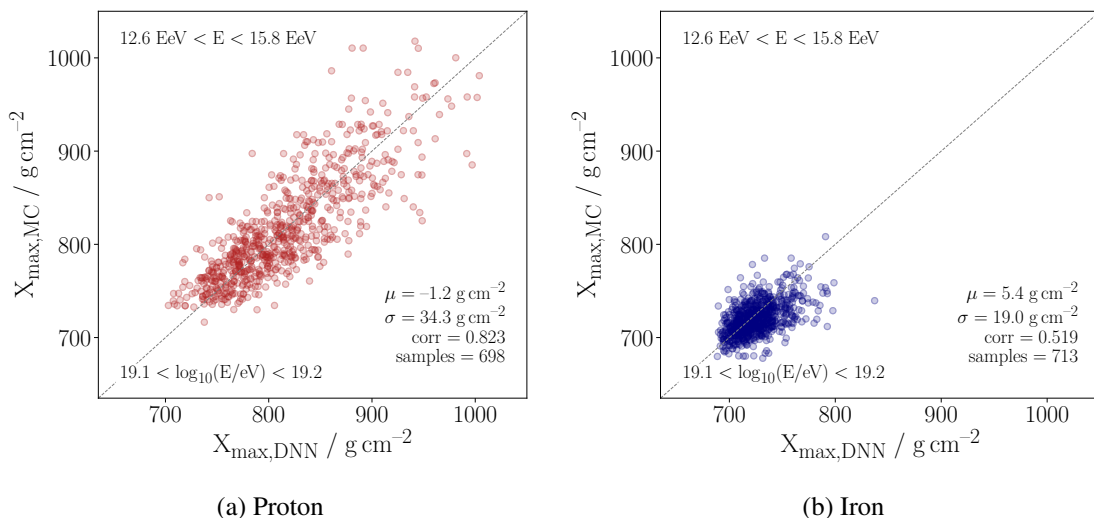 12.6 EeV < E < 15.8 EeV
1000
900
800
700
X_max,MC / g cm⁻²
μ = –1.2 g cm⁻²
σ = 34.3 g cm⁻²
corr = 0.823
samples = 698
19.1 < log₁₀(E/eV) < 19.2
700 800 900 1000
X_max,DNN / g cm⁻²
(a) Proton
12.6 EeV < E < 15.8 EeV
1000
900
800
700
X_max,MC / g cm⁻²
μ = 5.4 g cm⁻²
σ = 19.0 g cm⁻²
corr = 0.519
samples = 713
19.1 < log₁₀(E/eV) < 19.2
700 800 900 1000
X_max,DNN / g cm⁻²
(b) Iron